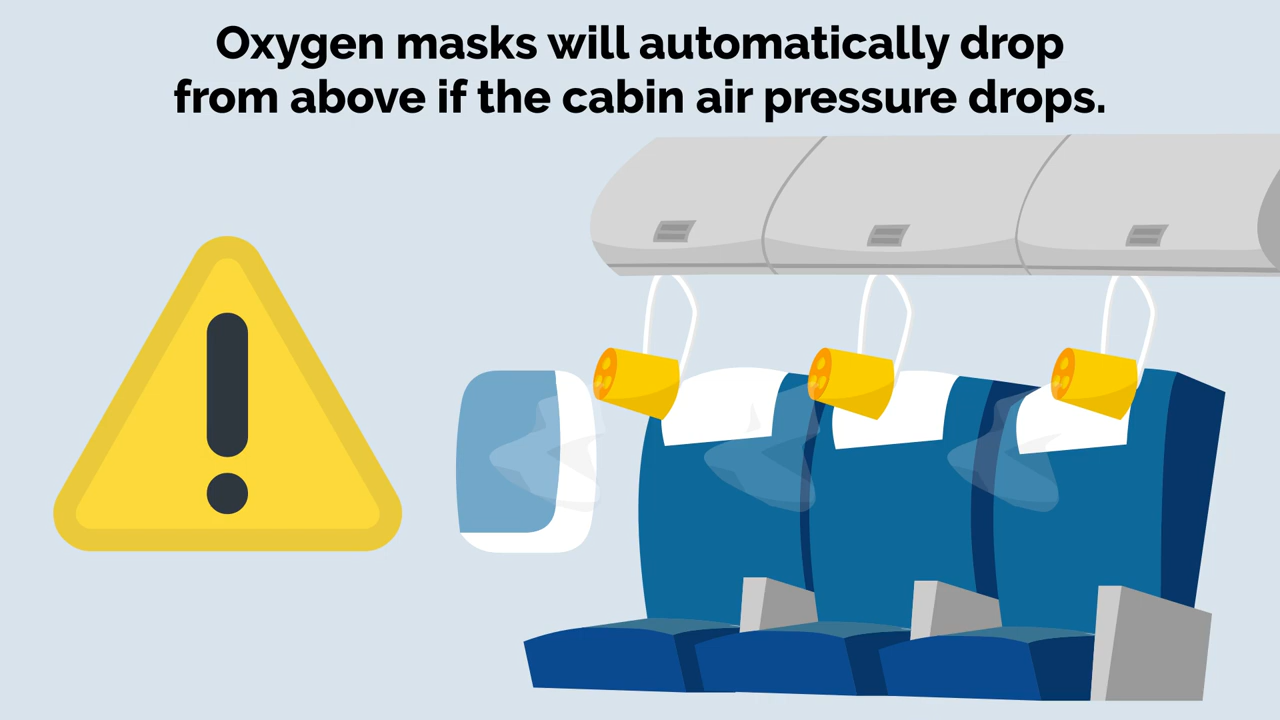 Oxygen masks will automatically drop
from above if the cabin air pressure drops.